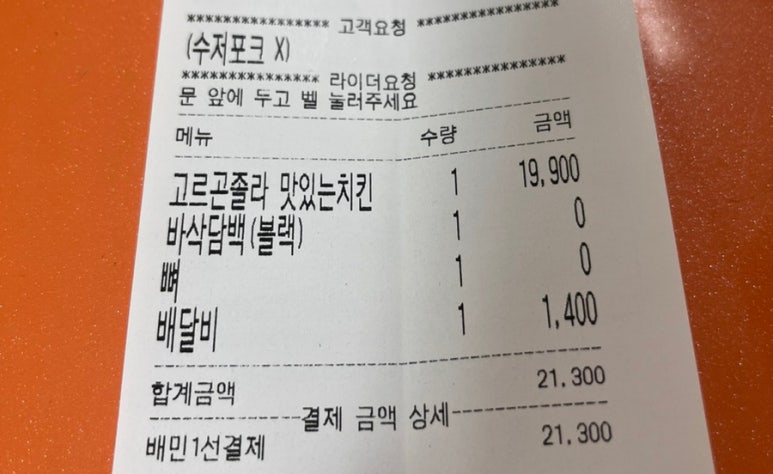 **************** 고객요청 ****************
(수저포크 X)
**************** 라이더요청 ****************
문 앞에 두고 벨 눌러주세요
메뉴 수량 금액
고르곤졸라 맛있는치킨 1 19,900
바삭담백(블랙) 1 0
뼈 1 0
배달비 1 1,400
합계금액 21.300
---------------결제 금액 상세---------------
배민1선결제 21.300